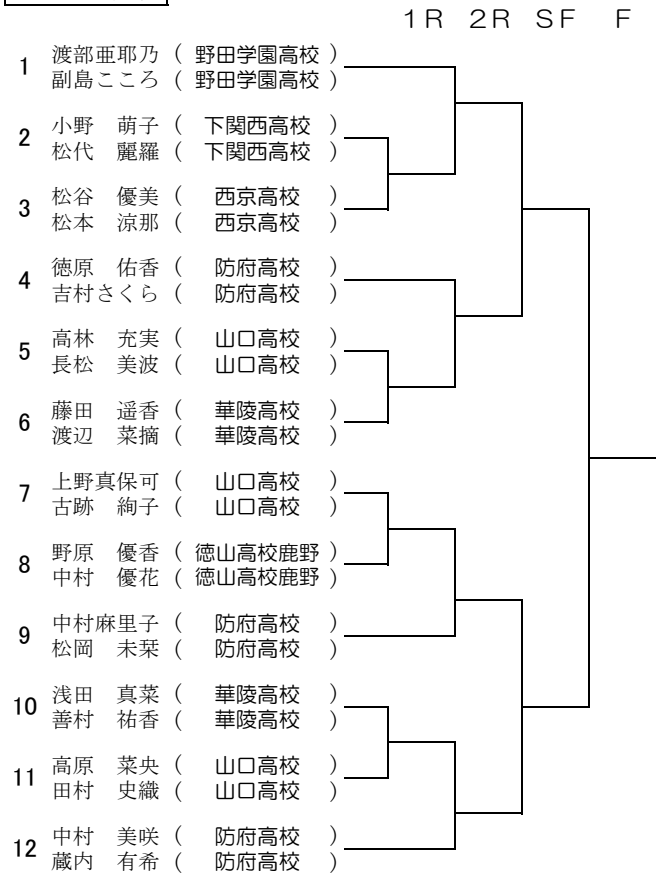 １Ｒ　２Ｒ　ＳＦ　Ｆ
1 渡部亜耶乃 （ 野田学園高校 ）
副島こころ （ 野田学園高校 ）
2 小野　萌子 （ 下関西高校 ）
松代　麗羅 （ 下関西高校 ）
3 松谷　優美 （ 西京高校 ）
松本　涼那 （ 西京高校 ）
4 徳原　佑香 （ 防府高校 ）
吉村さくら （ 防府高校 ）
5 高林　充実 （ 山口高校 ）
長松　美波 （ 山口高校 ）
6 藤田　遥香 （ 華陵高校 ）
渡辺　菜摘 （ 華陵高校 ）
7 上野真保可 （ 山口高校 ）
古跡　絢子 （ 山口高校 ）
8 野原　優香 （ 徳山高校鹿野 ）
中村　優花 （ 徳山高校鹿野 ）
9 中村麻里子 （ 防府高校 ）
松岡　未栞 （ 防府高校 ）
10 浅田　真菜 （ 華陵高校 ）
善村　祐香 （ 華陵高校 ）
11 高原　菜央 （ 山口高校 ）
田村　史織 （ 山口高校 ）
12 中村　美咲 （ 防府高校 ）
蔵内　有希 （ 防府高校 ）